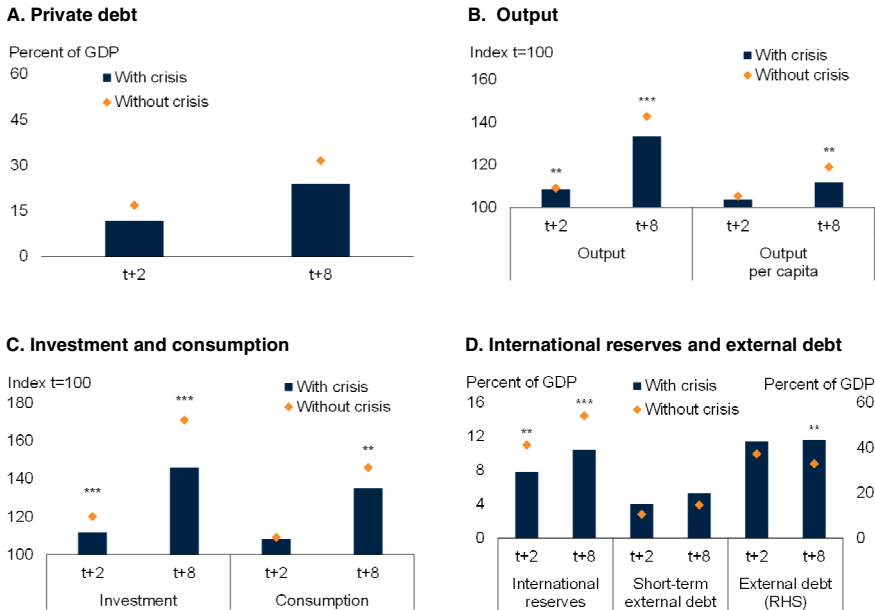 A. Private debt
Percent of GDP
60
45
30
15
0
With crisis
Without crisis
t+2
t+8
B. Output
Index t=100
160
140
120
100
With crisis
Without crisis
**
***
**
t+2
t+8
t+2
t+8
Output
Output
per capita
C. Investment and consumption
Index t=100
180
160
140
120
100
With crisis
Without crisis
***
***
**
t+2
t+8
t+2
t+8
Investment
Consumption
D. International reserves and external debt
Percent of GDP
Percent of GDP
16
12
8
4
0
With crisis
Without crisis
60
40
20
0
**
***
**
t+2
t+8
t+2
t+8
t+2
t+8
International
reserves
Short-term
external debt
External debt
(RHS)